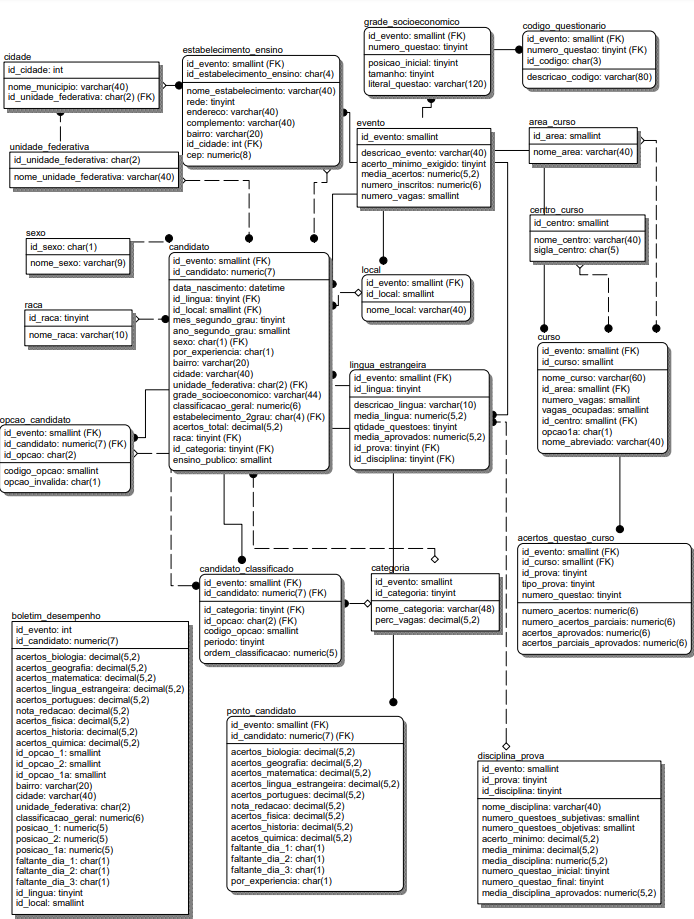 grade_socioeconomico
id_evento: smallint (FK)
numero_questao: tinyint
posicao_inicial: tinyint
tamanho: tinyint
literal_questao: varchar(120)
codigo_questionario
id_evento: smallint (FK)
numero_questao: tinyint (FK)
id_codigo: char(3)
descricao_codigo: varchar(80)
cidade
id_cidade: int
nome_municipio: varchar(40)
id_unidade_federativa: char(2) (FK)
estabelecimento_ensino
id_evento: smallint (FK)
id_estabelecimento_ensino: char(4)
nome_estabelecimento: varchar(40)
rede: tinyint
endereco: varchar(40)
complemento: varchar(40)
bairro: varchar(20)
id_cidade: int (FK)
cep: numeric(8)
evento
id_evento: smallint
descricao_evento: varchar(40)
acerto_minimo_exigido: tinyint
media_acertos: numeric(5,2)
numero_inscritos: numeric(6)
numero_vagas: smallint
area_curso
id_area: smallint
nome_area: varchar(40)
unidade_federativa
id_unidade_federativa: char(2)
nome_unidade_federativa: varchar(40)
centro_curso
id_centro: smallint
nome_centro: varchar(40)
sigla_centro: char(5)
sexo
id_sexo: char(1)
nome_sexo: varchar(9)
candidato
id_evento: smallint (FK)
id_candidato: numeric(7)
data_nascimento: datetime
id_lingua: tinyint (FK)
id_local: smallint (FK)
mes_segundo_grau: tinyint
ano_segundo_grau: smallint
sexo: char(1) (FK)
por_experiencia: char(1)
bairro: varchar(20)
cidade: varchar(40)
unidade_federativa: char(2) (FK)
grade_socioeconomico: varchar(44)
classificacao_geral: numeric(6)
estabelecimento_2grau: char(4) (FK)
acertos_total: decimal(5,2)
raca: tinyint (FK)
id_categoria: tinyint (FK)
ensino_publico: smallint
local
id_evento: smallint (FK)
id_local: smallint
nome_local: varchar(40)
raca
id_raca: tinyint
nome_raca: varchar(10)
curso
id_evento: smallint (FK)
id_curso: smallint
nome_curso: varchar(60)
id_area: smallint (FK)
numero_vagas: smallint
vagas_ocupadas: smallint
id_centro: smallint (FK)
opcao1a: char(1)
nome_abreviado: varchar(40)
lingua_estrangeira
id_evento: smallint (FK)
id_lingua: tinyint
descricao_lingua: varchar(10)
media_lingua: numeric(5,2)
qtidade_questoes: tinyint
media_aprovados: numeric(5,2)
id_prova: tinyint (FK)
id_disciplina: tinyint (FK)
opcao_candidato
id_evento: smallint (FK)
id_candidato: numeric(7) (FK)
id_opcao: char(2)
codigo_opcao: smallint
opcao_invalida: char(1)
acertos_questao_curso
id_evento: smallint (FK)
id_curso: smallint (FK)
id_prova: tinyint
tipo_prova: tinyint
numero_questao: tinyint
numero_acertos: numeric(6)
numero_acertos_parciais: numeric(6)
acertos_aprovados: numeric(6)
acertos_parciais_aprovados: numeric(6)
candidato_classificado
id_evento: smallint (FK)
id_candidato: numeric(7) (FK)
id_categoria: tinyint (FK)
id_opcao: char(2) (FK)
codigo_opcao: smallint
periodo: tinyint
ordem_classificacao: numeric(5)
categoria
id_evento: smallint
id_categoria: tinyint
nome_categoria: varchar(48)
perc_vagas: decimal(5,2)
boletim_desempenho
id_evento: int
id_candidato: numeric(7)
acertos_biologia: decimal(5,2)
acertos_geografia: decimal(5,2)
acertos_matematica: decimal(5,2)
acertos_lingua_estrangeira: decimal(5,2)
acertos_portugues: decimal(5,2)
nota_redacao: decimal(5,2)
acertos_fisica: decimal(5,2)
acertos_historia: decimal(5,2)
acertos_quimica: decimal(5,2)
id_opcao_1: smallint
id_opcao_2: smallint
id_opcao_1a: smallint
bairro: varchar(20)
cidade: varchar(40)
unidade_federativa: char(2)
classificacao_geral: numeric(6)
posicao_1: numeric(5)
posicao_2: numeric(5)
posicao_1a: numeric(5)
faltante_dia_1: char(1)
faltante_dia_2: char(1)
faltante_dia_3: char(1)
id_lingua: tinyint
id_local: smallint
ponto_candidato
id_evento: smallint (FK)
id_candidato: numeric(7) (FK)
acertos_biologia: decimal(5,2)
acertos_geografia: decimal(5,2)
acertos_matematica: decimal(5,2)
acertos_lingua_estrangeira: decimal(5,2)
acertos_portugues: decimal(5,2)
nota_redacao: decimal(5,2)
acertos_fisica: decimal(5,2)
acertos_historia: decimal(5,2)
acetos_quimica: decimal(5,2)
faltante_dia_1: char(1)
faltante_dia_2: char(1)
faltante_dia_3: char(1)
por_experiencia: char(1)
disciplina_prova
id_evento: smallint
id_prova: tinyint
id_disciplina: tinyint
nome_disciplina: varchar(40)
numero_questoes_subjetivas: smallint
numero_questoes_objetivas: smallint
acerto_minimo: decimal(5,2)
media_minima: decimal(5,2)
media_disciplina: numeric(5,2)
numero_questao_inicial: tinyint
numero_questao_final: tinyint
media_disciplina_aprovados: numeric(5,2)